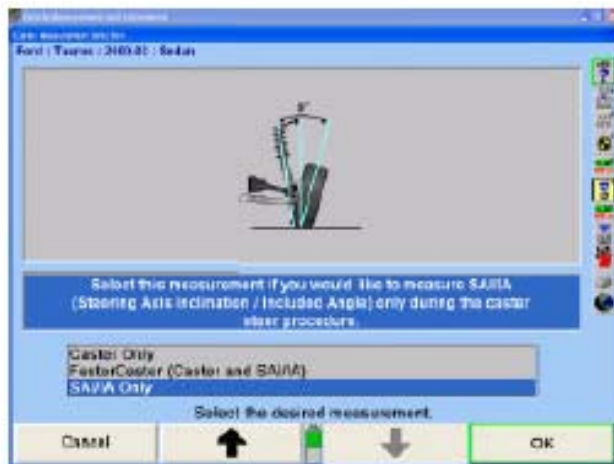 Ford : Taurus : 2000-03 : Sedan
Select this measurement if you would like to measure SAI/IA
(Steering Axis Inclination / Included Angle) only during the caster
steer procedure.
Caster Only
FasterCaster (Caster and SAI/IA)
SAI/IA Only
Select the desired measurement.
Cancel
OK